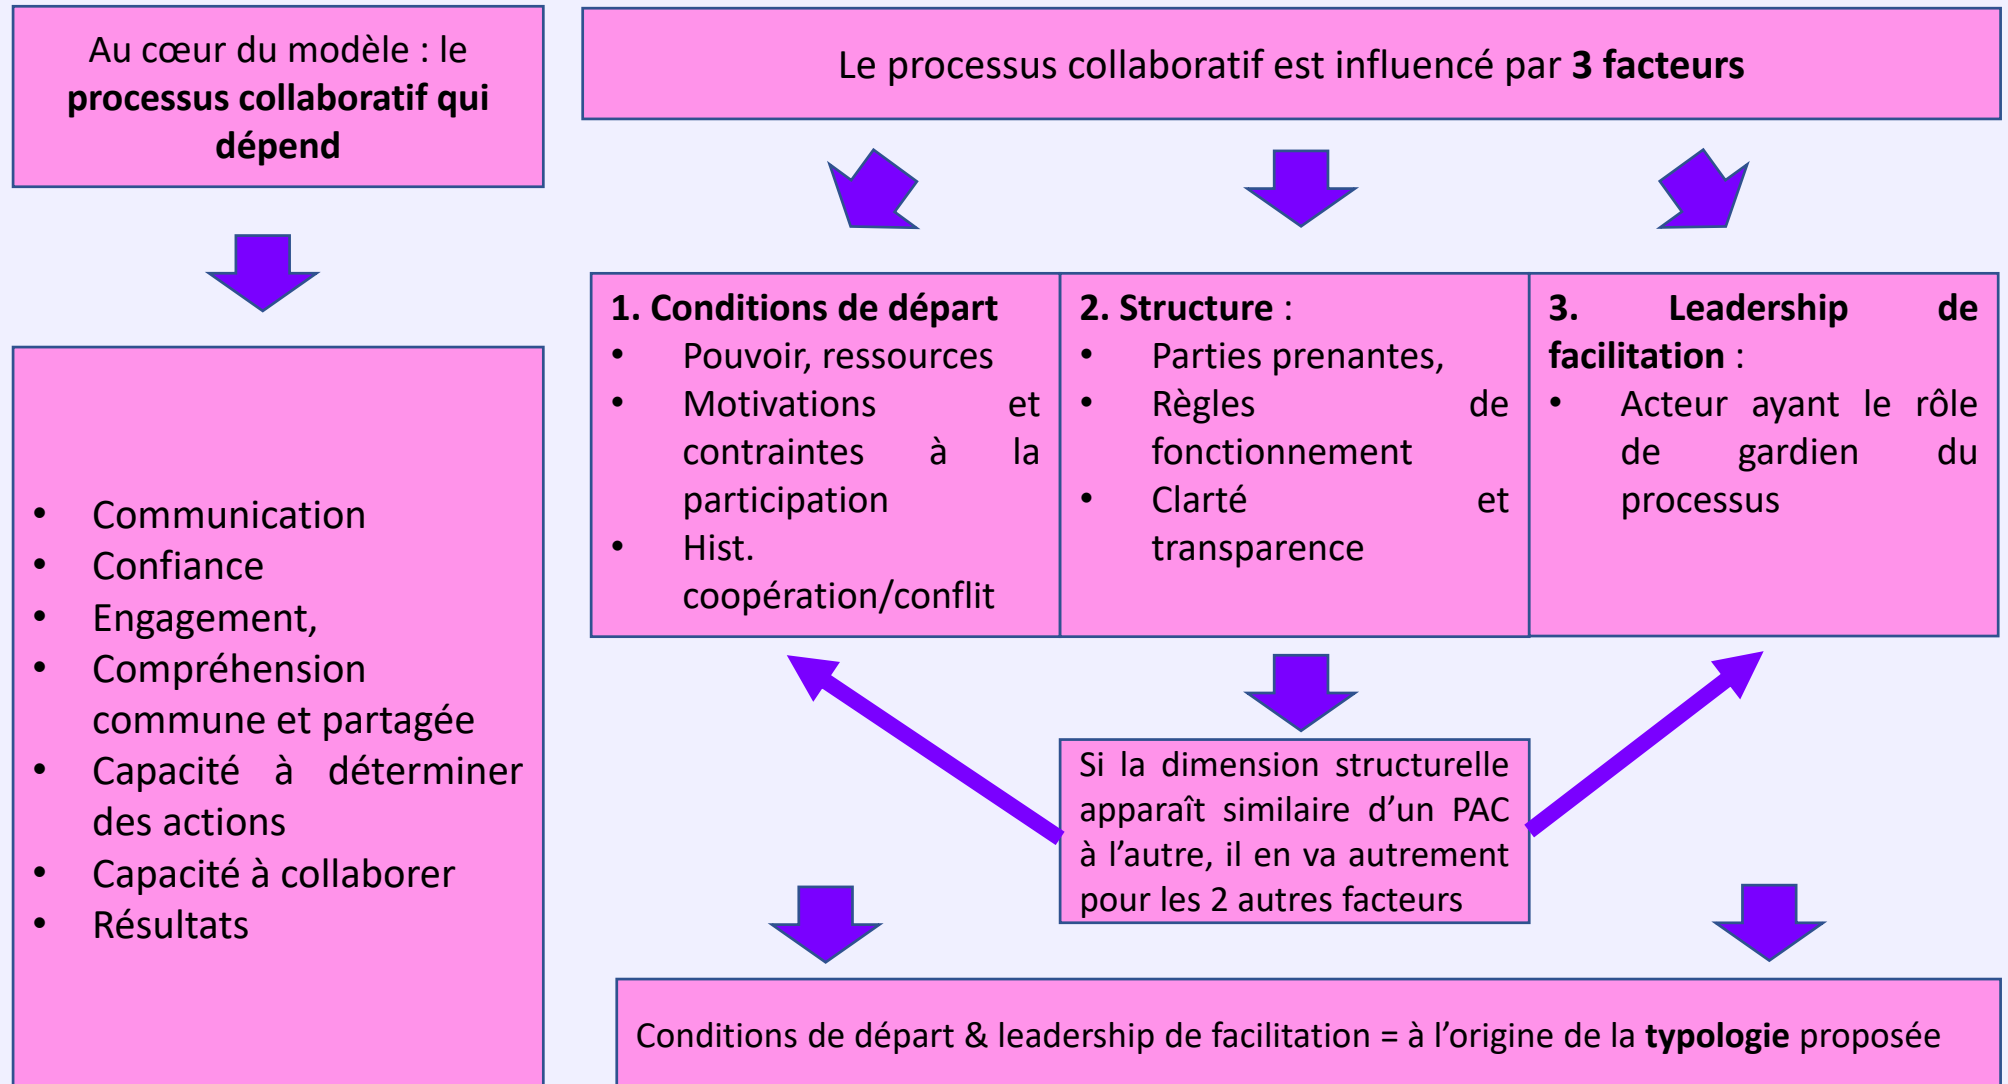 Au cœur du modèle : le
processus collaboratif qui
dépend
• Communication
• Confiance
• Engagement,
• Compréhension
commune et partagée
• Capacité à déterminer
des actions
• Capacité à collaborer
• Résultats
Le processus collaboratif est influencé par 3 facteurs
1. Conditions de départ
• Pouvoir, ressources
• Motivations et
contraintes à la
participation
• Hist.
coopération/conflit
2. Structure :
• Parties prenantes,
• Règles de
fonctionnement
• Clarté et
transparence
3. Leadership de
facilitation :
• Acteur ayant le rôle
de gardien du
processus
Si la dimension structurelle
apparaît similaire d’un PAC
à l’autre, il en va autrement
pour les 2 autres facteurs
Conditions de départ & leadership de facilitation = à l’origine de la typologie proposée